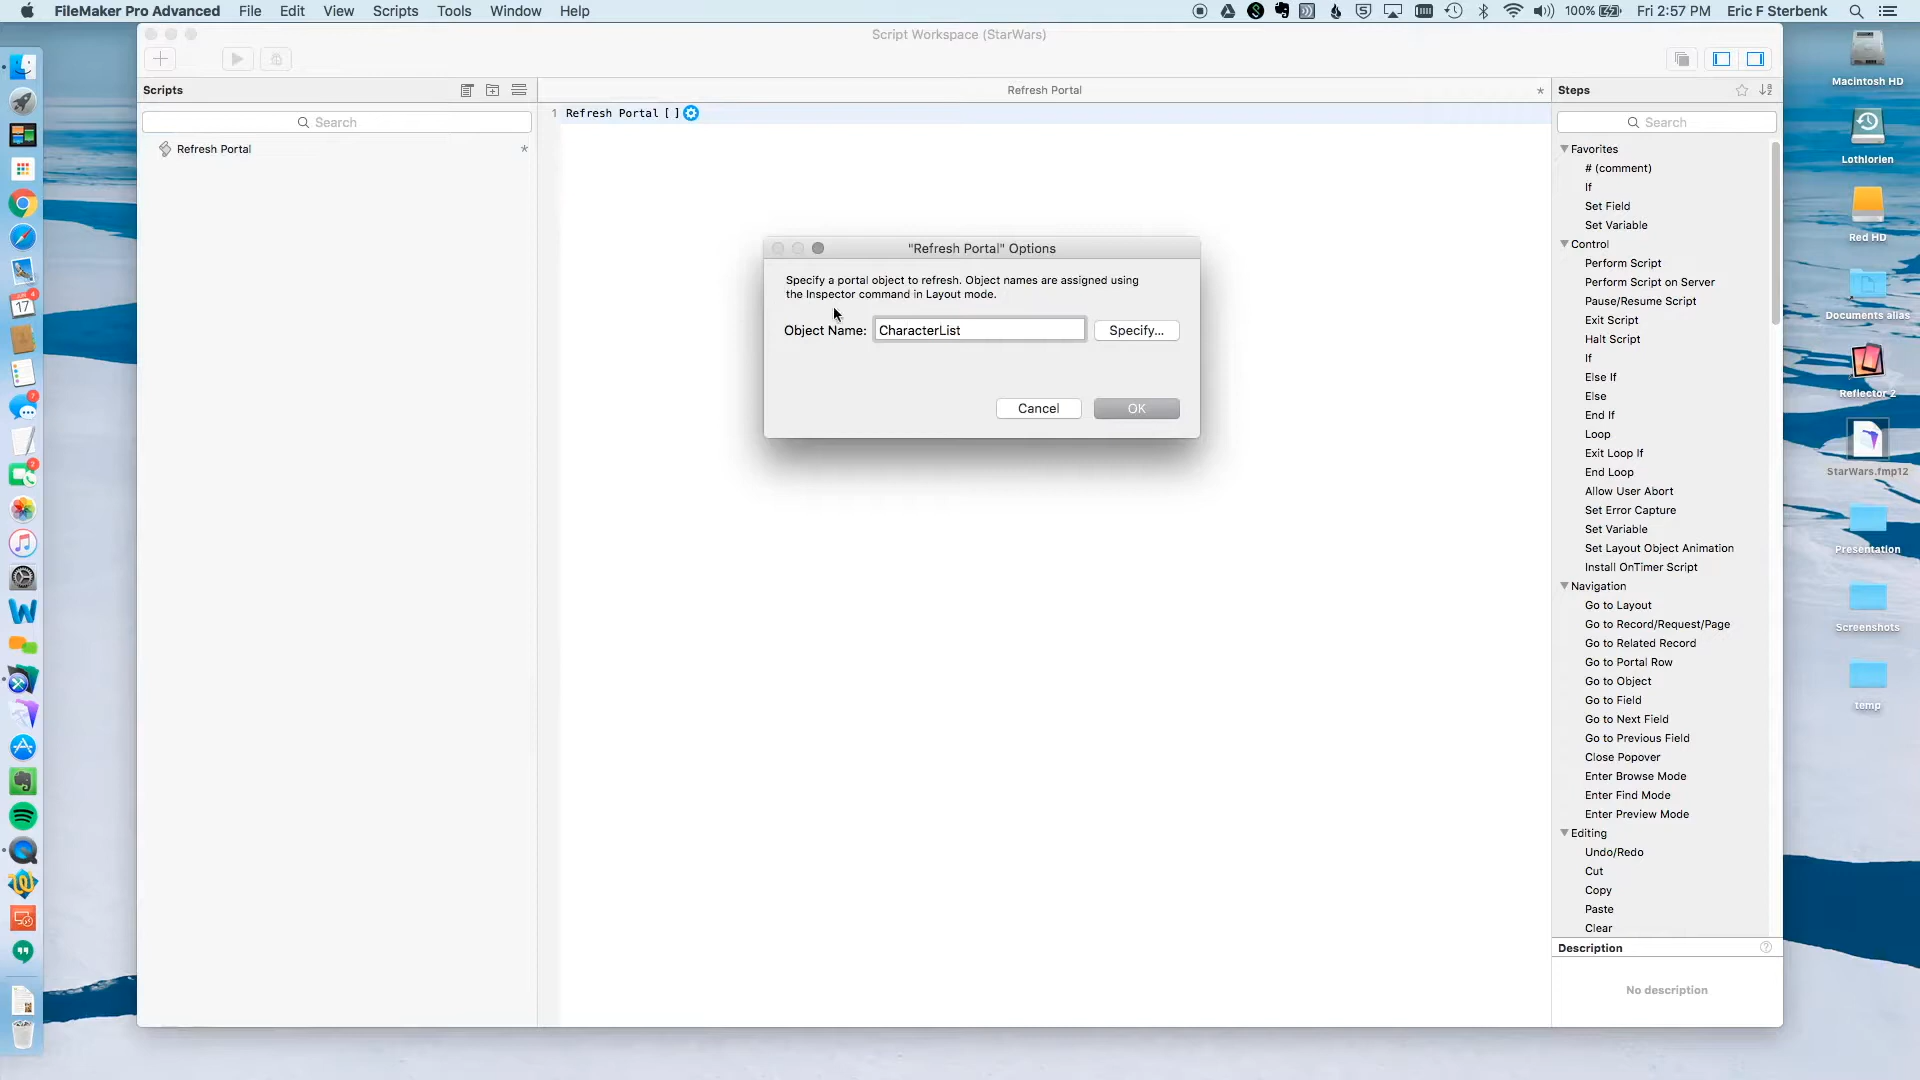 FileMaker Pro Advanced File Edit View Scripts Tools Window Help 100% Fri 2:57 PM Eric F Sterbenk
Script Workspace (StarWars)
Scripts
Search
Refresh Portal *
Refresh Portal *
1 Refresh Portal [ ]
"Refresh Portal" Options
Specify a portal object to refresh. Object names are assigned using
the Inspector command in Layout mode.
Object Name: CharacterList Specify...
Cancel OK
Steps
Search
Favorites
# (comment)
If
Set Field
Set Variable
Control
Perform Script
Perform Script on Server
Pause/Resume Script
Exit Script
Halt Script
If
Else If
Else
End If
Loop
Exit Loop If
End Loop
Allow User Abort
Set Error Capture
Set Variable
Set Layout Object Animation
Install OnTimer Script
Navigation
Go to Layout
Go to Record/Request/Page
Go to Related Record
Go to Portal Row
Go to Object
Go to Field
Go to Next Field
Go to Previous Field
Close Popover
Enter Browse Mode
Enter Find Mode
Enter Preview Mode
Editing
Undo/Redo
Cut
Copy
Paste
Clear
Description
No description
Macintosh HD
Lothlorien
Red HD
Documents alias
Reflector 2
StarWars.fmp12
Presentation
Screenshots
temp
4
17
7
2